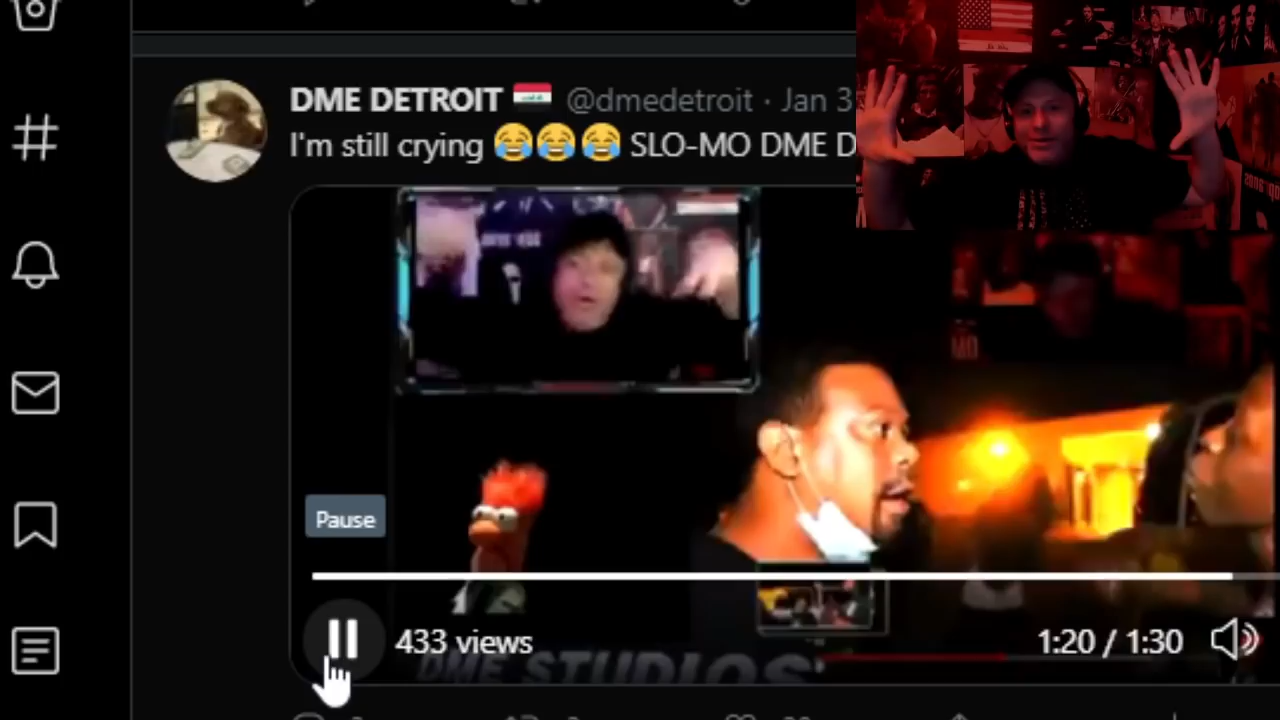 DME DETROIT 🇮🇶 @dmedetroit · Jan 3
I'm still crying 😂😂😂 SLO-MO DME D
Pause
433 views
1:20 / 1:30
DME STUDIOS